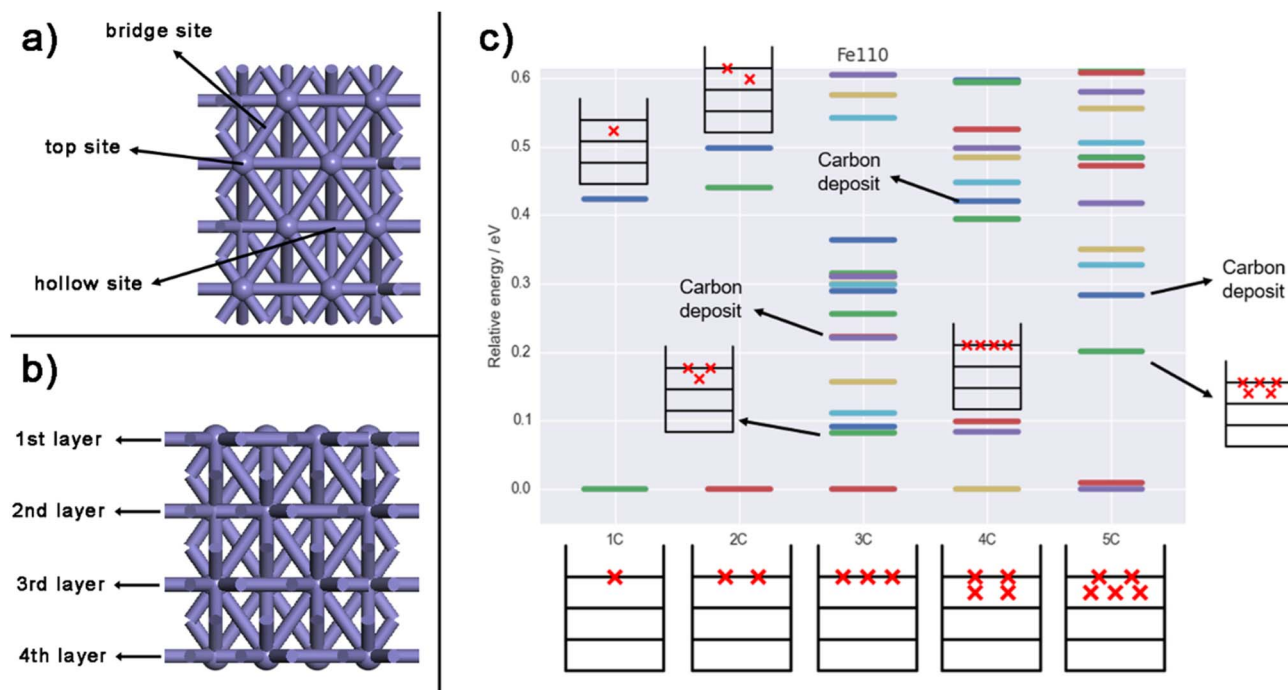 a)
bridge site
top site
hollow site
b)
1st layer
2nd layer
3rd layer
4th layer
c)
Fe110
Relative energy / eV
0.6
0.5
0.4
0.3
0.2
0.1
0.0
Carbon
deposit
Carbon
deposit
Carbon
deposit
1C
2C
3C
4C
5C